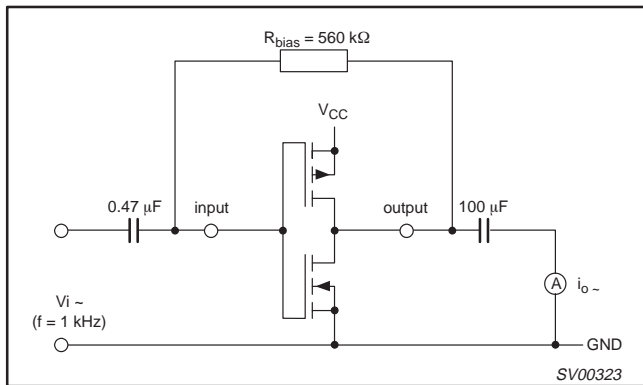 R_bias = 560 kΩ
V_CC
0.47 µF
input
output
100 µF
A
i_o ~
Vi ~
(f = 1 kHz)
GND
SV00323